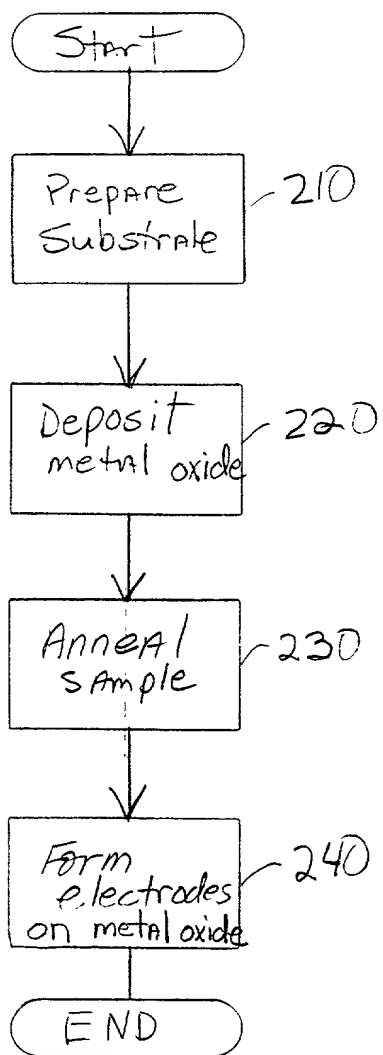 Start
Prepare
Substrate
210
Deposit
metal oxide
220
Anneal
sample
230
Form
electrodes
on metal oxide
240
END